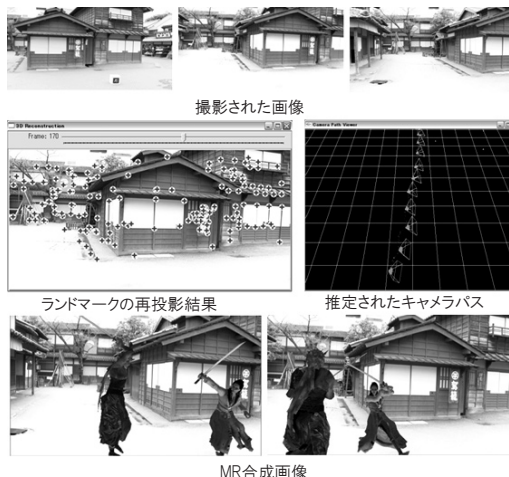 撮影された画像
3D Reconstruction
Frame: 170
Camera Path Viewer
ランドマークの再投影結果
推定されたキャメラパス
MR合成画像